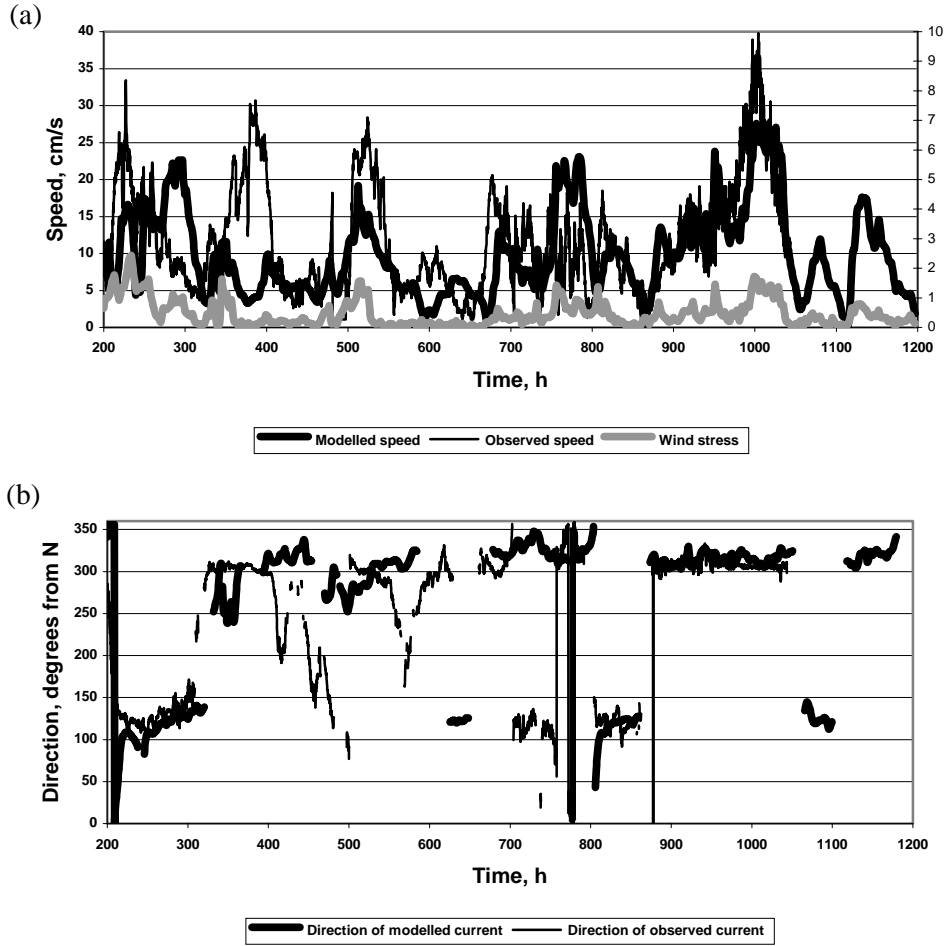 (a)
40
35
30
25
20
15
10
5
0
10
9
8
7
6
5
4
3
2
1
0
Speed, cm/s
200 300 400 500 600 700 800 900 1000 1100 1200
Time, h
Modelled speed Observed speed Wind stress
(b)
350
300
250
200
150
100
50
0
Direction, degrees from N
200 300 400 500 600 700 800 900 1000 1100 1200
Time, h
Direction of modelled current Direction of observed current